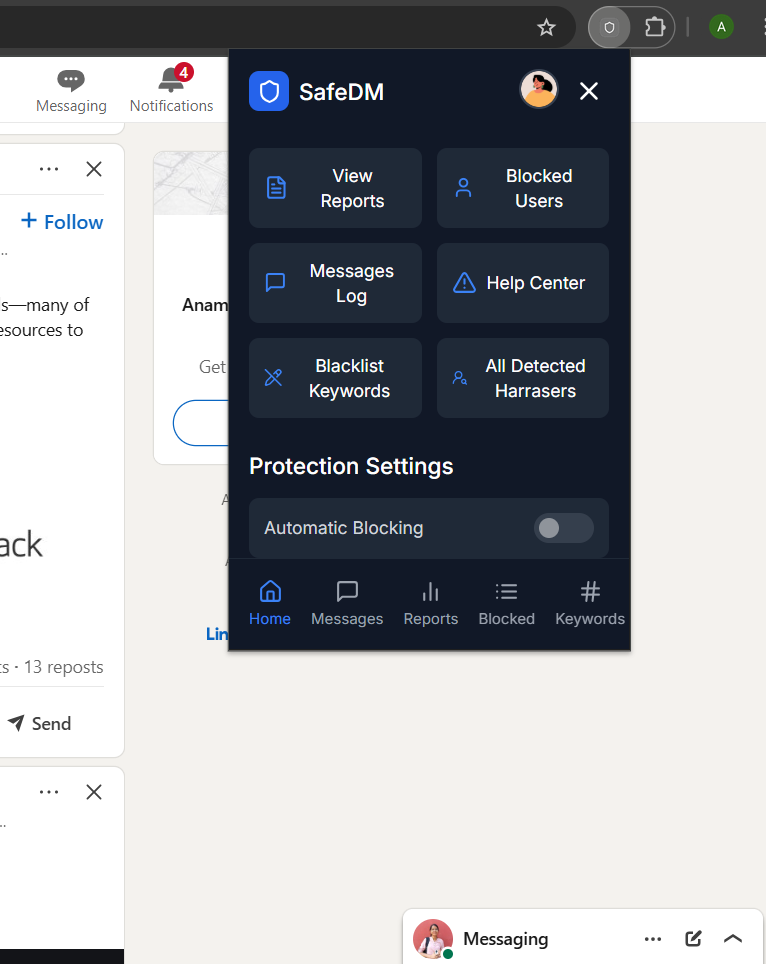 A
Messaging
4
Notifications
SafeDM
View
Reports
Blocked
Users
Messages
Log
Help Center
Blacklist
Keywords
All Detected
Harrasers
Protection Settings
Automatic Blocking
Home
Messages
Reports
Blocked
Keywords
+ Follow
...
s—many of
esources to
ack
s · 13 reposts
Send
...
Anam
Get
A
Lin
Messaging